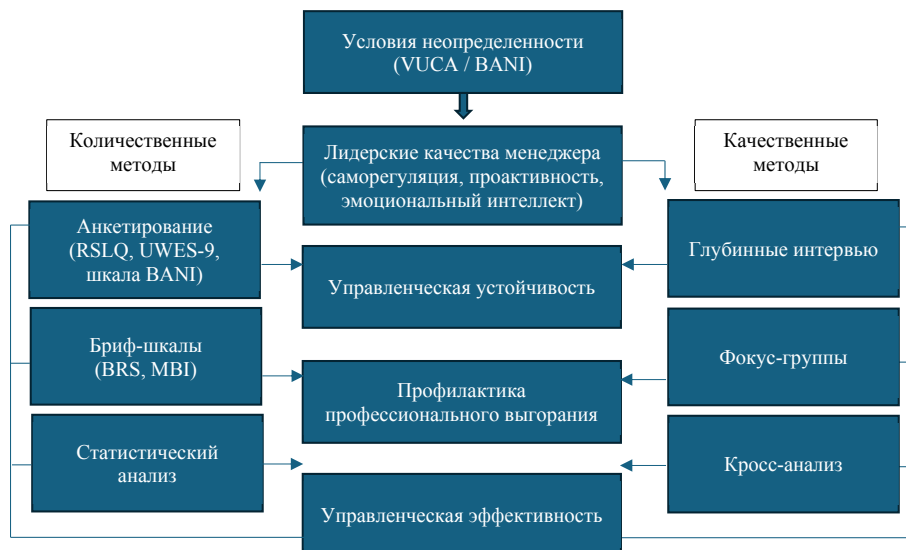 Условия неопределенности
(VUCA / BANI)
Количественные
методы
Лидерские качества менеджера
(саморегуляция, проактивность,
эмоциональный интеллект)
Качественные
методы
Анкетирование
(RSLQ, UWES-9,
шкала BANI)
Управленческая устойчивость
Глубинные интервью
Бриф-шкалы
(BRS, MBI)
Профилактика
профессионального выгорания
Фокус-группы
Статистический
анализ
Управленческая эффективность
Кросс-анализ